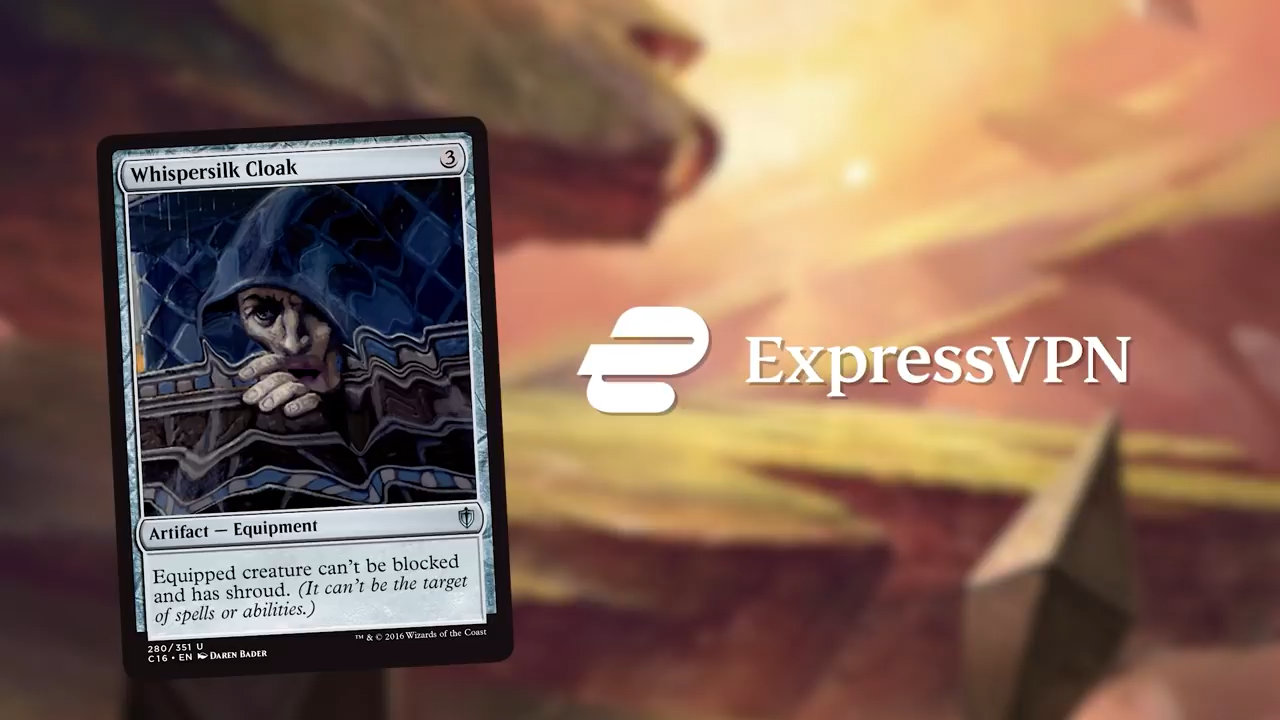 Whispersilk Cloak
3
Artifact — Equipment
Equipped creature can't be blocked
and has shroud. (It can't be the target
of spells or abilities.)
280/351 U
C16 • EN DAREN BADER
™ & © 2016 Wizards of the Coast
ExpressVPN